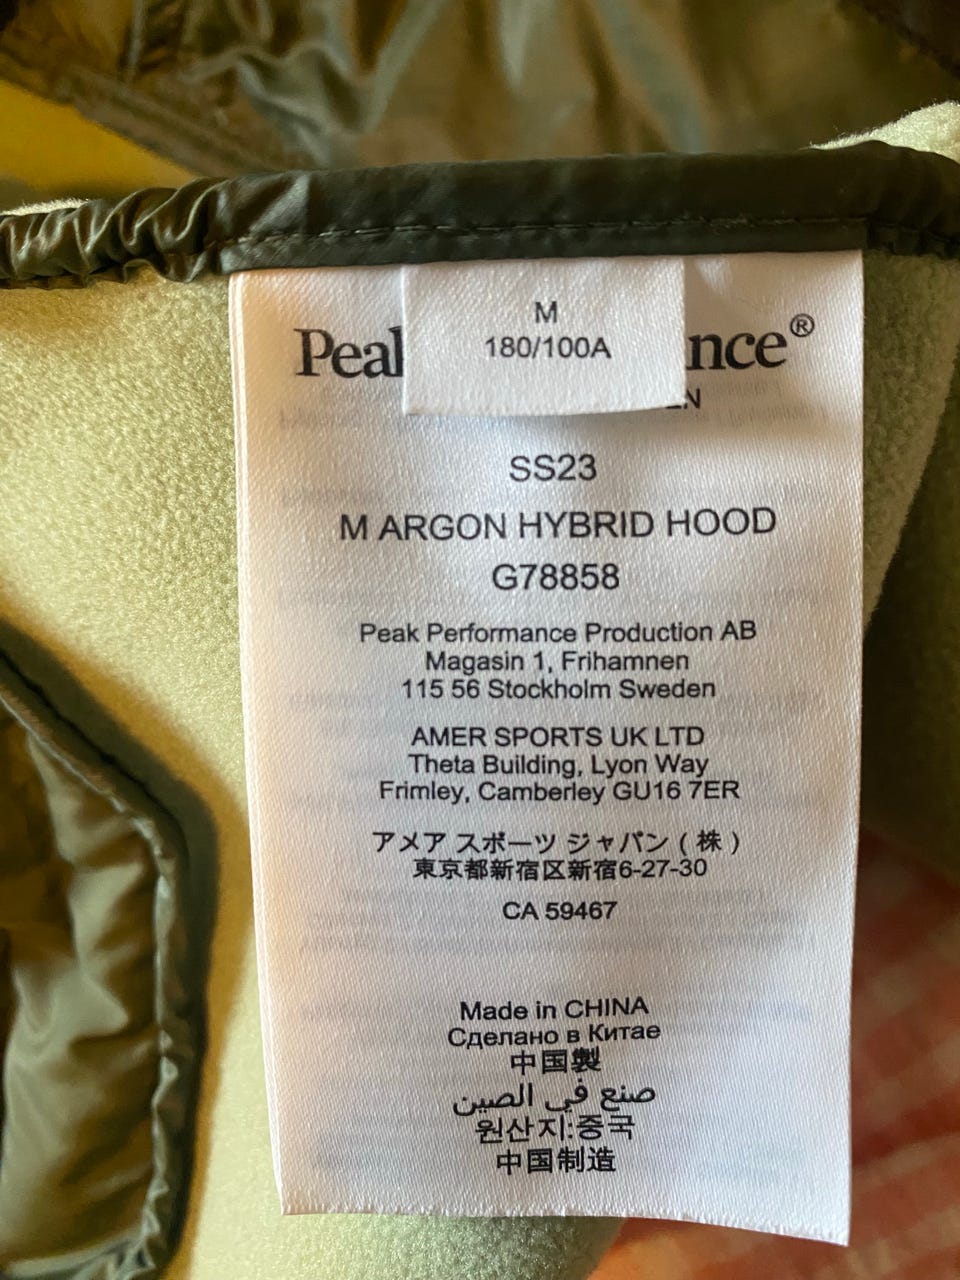 M
180/100A
Peak nce®
EN
SS23
M ARGON HYBRID HOOD
G78858
Peak Performance Production AB
Magasin 1, Frihamnen
115 56 Stockholm Sweden
AMER SPORTS UK LTD
Theta Building, Lyon Way
Frimley, Camberley GU16 7ER
アメア スポーツ ジャパン ( 株 )
東京都新宿区新宿6-27-30
CA 59467
Made in CHINA
Сделано в Китае
中国製
صنع في الصين
원산지:중국
中国制造